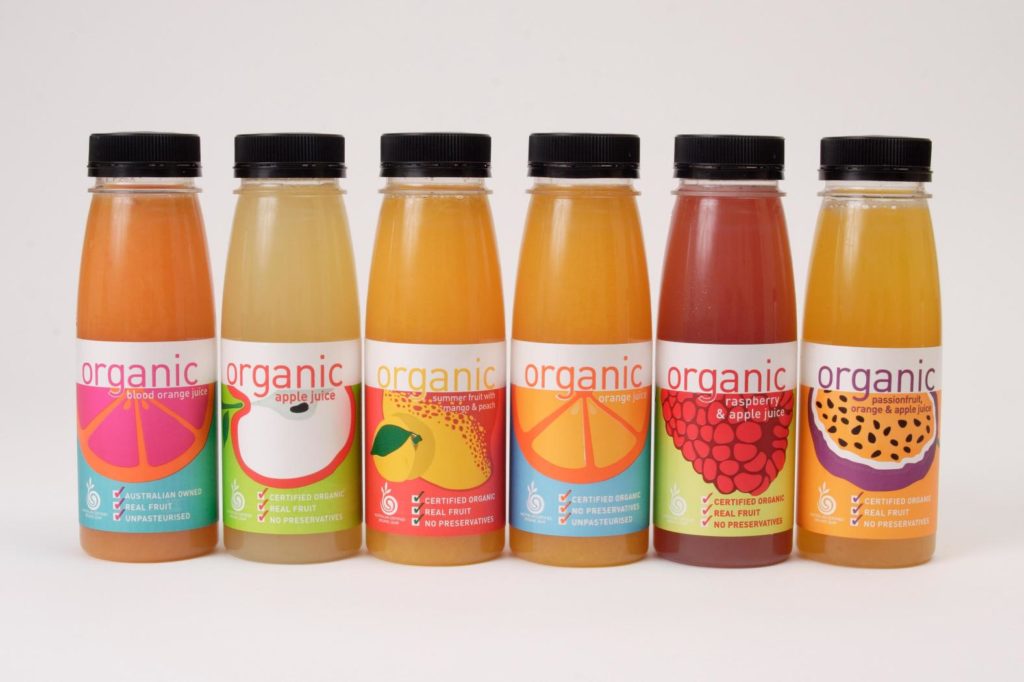 organic
blood orange juice
AUSTRALIAN OWNED
REAL FRUIT
UNPASTEURISED
organic
apple juice
CERTIFIED ORGANIC
REAL FRUIT
NO PRESERVATIVES
organic
summer fruit with
mango & peach
CERTIFIED ORGANIC
REAL FRUIT
NO PRESERVATIVES
organic
orange juice
CERTIFIED ORGANIC
NO PRESERVATIVES
UNPASTEURISED
organic
raspberry
& apple juice
CERTIFIED ORGANIC
REAL FRUIT
NO PRESERVATIVES
organic
passionfruit,
orange & apple juice
CERTIFIED ORGANIC
REAL FRUIT
NO PRESERVATIVES